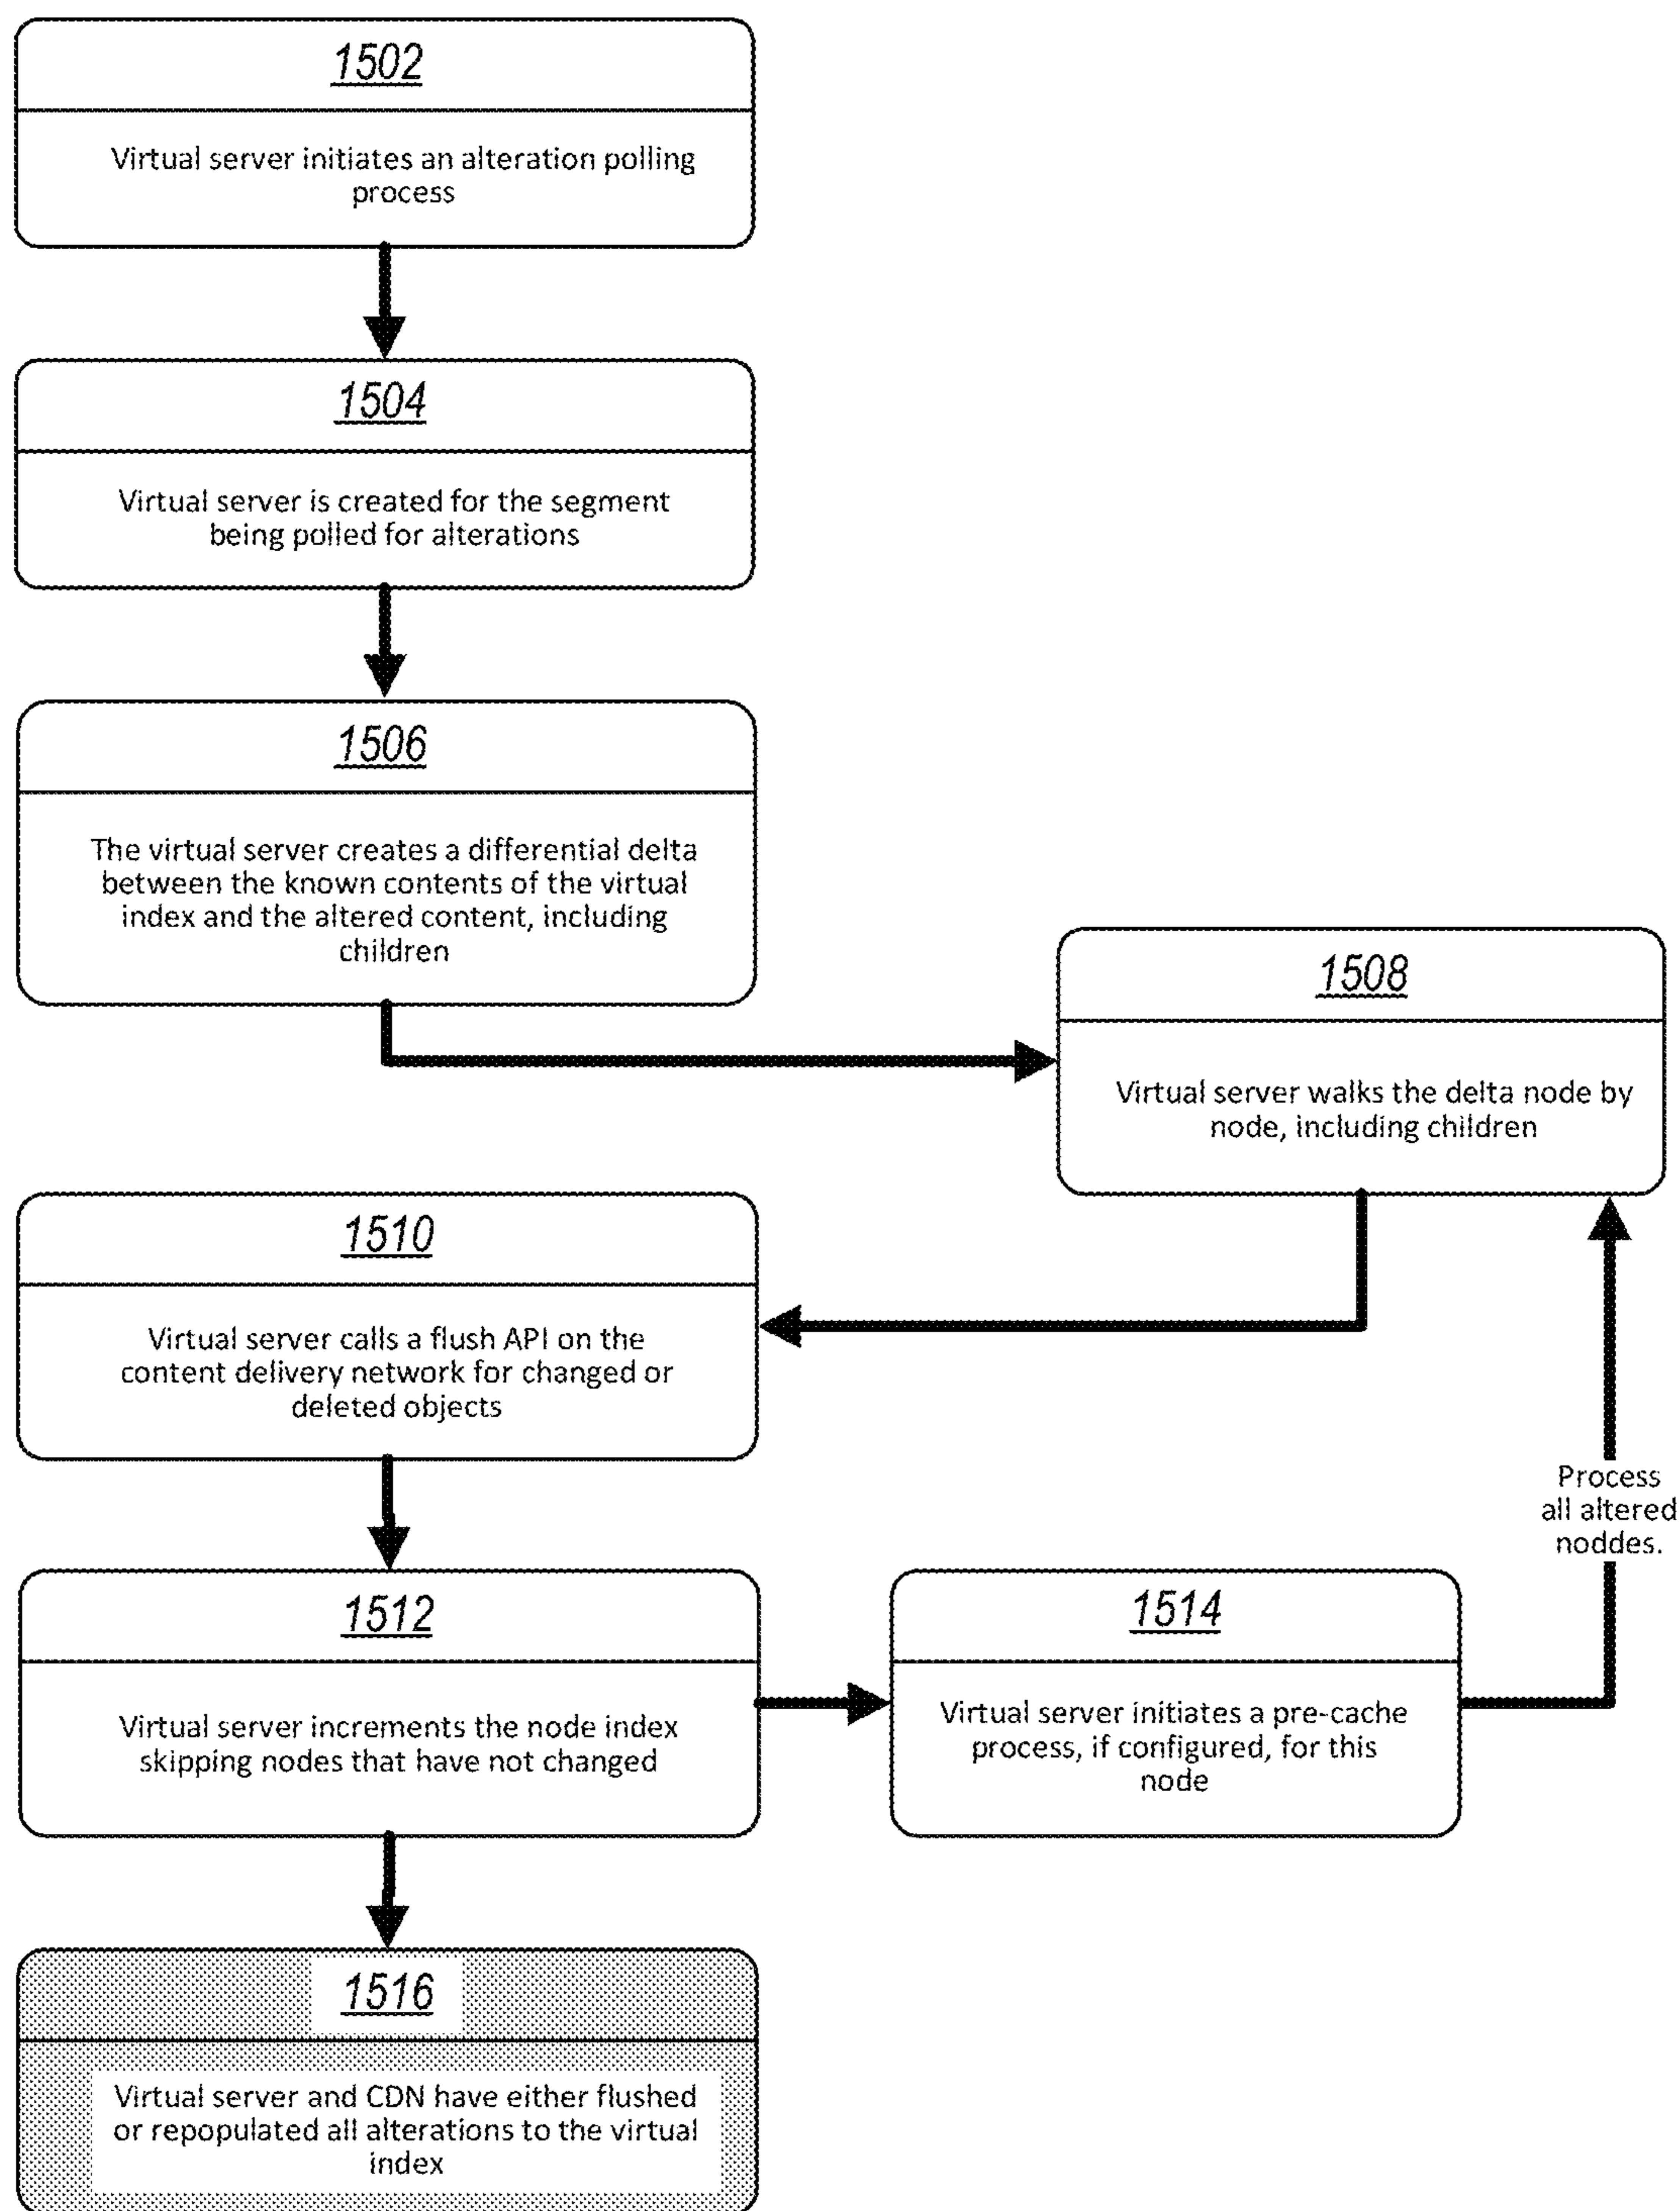 1502
Virtual server initiates an alteration polling
process
1504
Virtual server is created for the segment
being polled for alterations
1506
The virtual server creates a differential delta
between the known contents of the virtual
index and the altered content, including
children
1508
Virtual server walks the delta node by
node, including children
1510
Virtual server calls a flush API on the
content delivery network for changed or
deleted objects
1512
Virtual server increments the node index
skipping nodes that have not changed
1514
Virtual server initiates a pre-cache
process, if configured, for this
node
Process
all altered
noddes.
1516
Virtual server and CDN have either flushed
or repopulated all alterations to the virtual
index